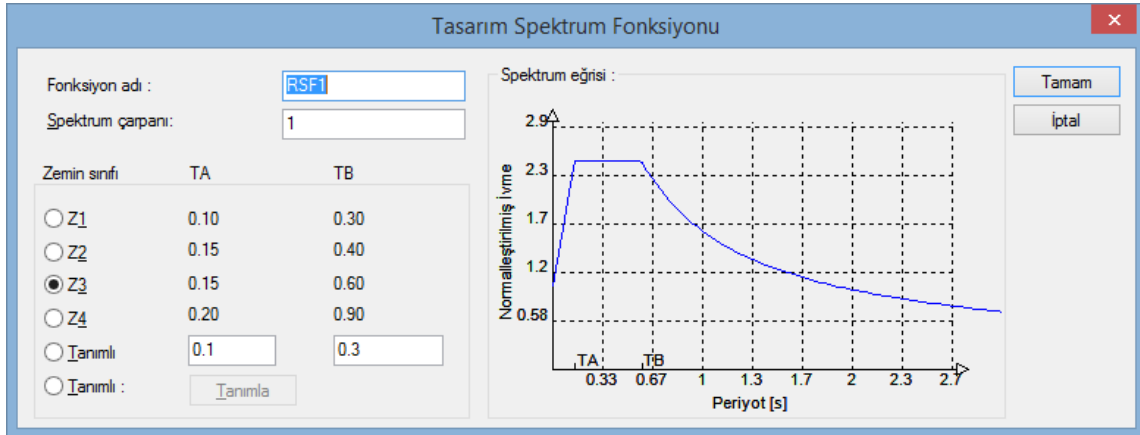 Tasarım Spektrum Fonksiyonu
Fonksiyon adı :
RSF1
Spektrum çarpanı:
1
Zemin sınıfı TA TB
Z1 0.10 0.30
Z2 0.15 0.40
Z3 0.15 0.60
Z4 0.20 0.90
Tanımlı 0.1 0.3
Tanımlı :
Tanımla
Spektrum eğrisi :
Normalleştirilmiş İvme
2.9
2.3
1.7
1.2
0.58
TA TB
0.33 0.67 1 1.3 1.7 2 2.3 2.7
Periyot [s]
Tamam
İptal